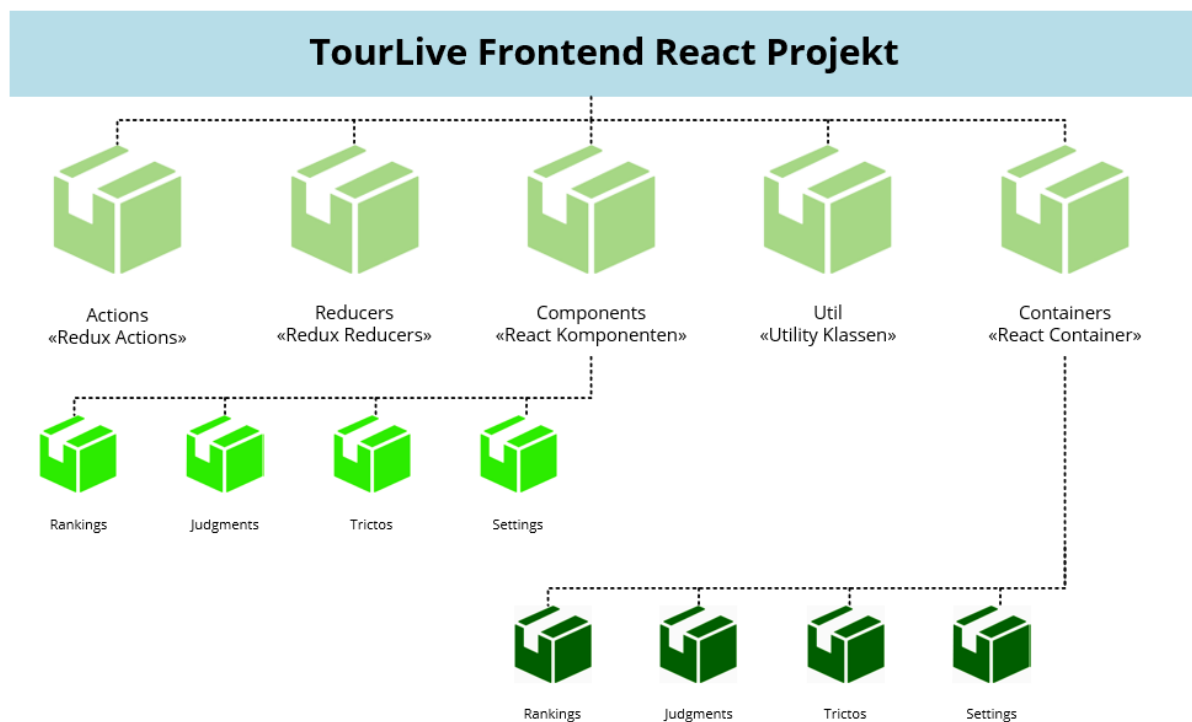 TourLive Frontend React Projekt
Actions
«Redux Actions»
Reducers
«Redux Reducers»
Components
«React Komponenten»
Util
«Utility Klassen»
Containers
«React Container»
Rankings
Judgments
Trictos
Settings
Rankings
Judgments
Trictos
Settings